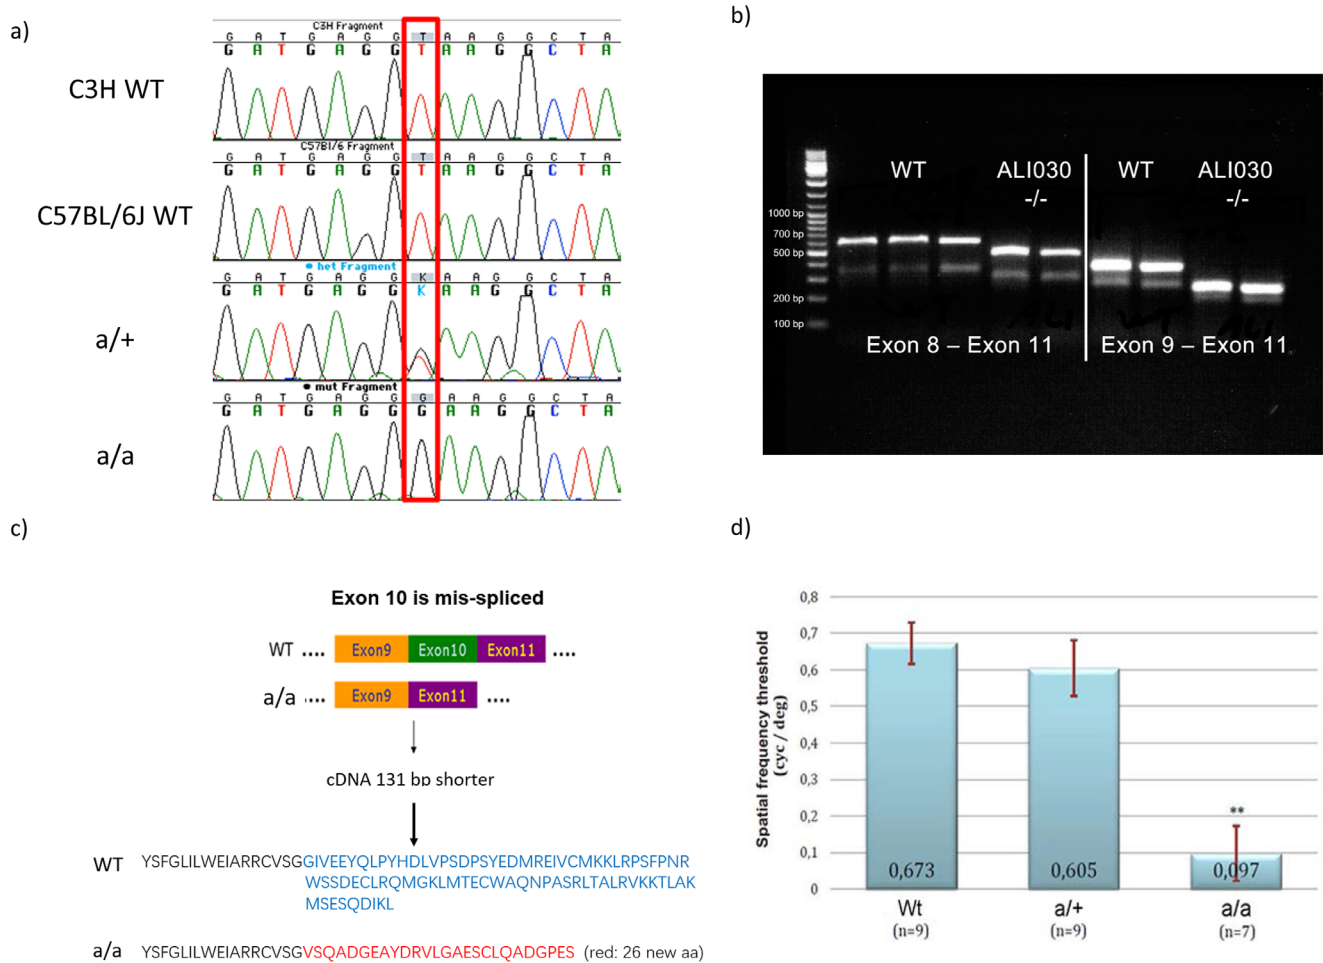 a)
C3H Fragment
G A T G A G G T A A G G C T A
G A T G A G G T A A G G C T A
C3H WT
C57Bl/6 Fragment
G A T G A G G T A A G G C T A
G A T G A G G T A A G G C T A
C57BL/6J WT
het Fragment
G A T G A G G K A A G G C T A
G A T G A G G K A A G G C T A
a/+
mut Fragment
G A T G A G G G A A G G C T A
G A T G A G G G A A G G C T A
a/a
b)
WT
ALI030
-/-
WT
ALI030
-/-
1000 bp
700 bp
500 bp
200 bp
100 bp
WT
ALI
WT
ALI
Exon 8 – Exon 11
Exon 9 – Exon 11
c)
Exon 10 is mis-spliced
WT .... Exon9 Exon10 Exon11 ....
a/a .... Exon9 Exon11 ....
cDNA 131 bp shorter
WT YSFGLILWEIARRCVSGGIVEEYQLPYHDLVPSDPSYEDMREIVCMKKLRPSFPNR
WSSDECLRQMGKLMTECWAQNPASRLTALRVKKTLAK
MSESQDIKL
a/a YSFGLILWEIARRCVSGVSQADGEAYDRVLGAESCLQADGPES (red: 26 new aa)
d)
Spatial frequency threshold
(cyc / deg)
0,8
0,7
0,6
0,5
0,4
0,3
0,2
0,1
0
**
0,673
0,605
0,097
Wt
(n=9)
a/+
(n=9)
a/a
(n=7)